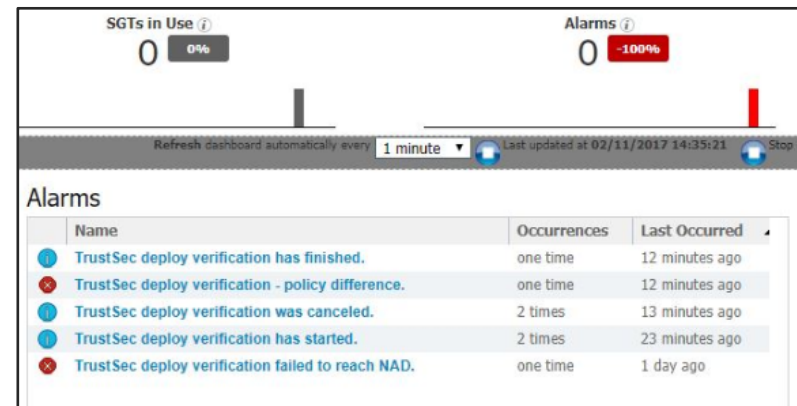 SGTs in Use
Alarms
0 0%
0 -100%
Refresh dashboard automatically every 1 minute Last updated at 02/11/2017 14:35:21 Stop
Alarms
Name Occurrences Last Occurred
TrustSec deploy verification has finished. one time 12 minutes ago
TrustSec deploy verification - policy difference. one time 12 minutes ago
TrustSec deploy verification was canceled. 2 times 13 minutes ago
TrustSec deploy verification has started. 2 times 23 minutes ago
TrustSec deploy verification failed to reach NAD. one time 1 day ago